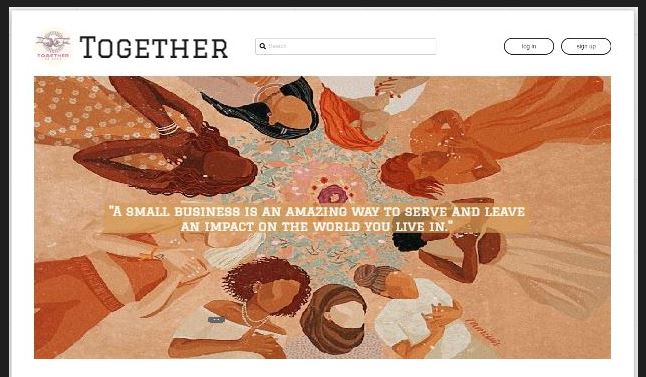 TOGETHER
TOGETHER
Search
log in
sign up
"A SMALL BUSINESS IS AN AMAZING WAY TO SERVE AND LEAVE
AN IMPACT ON THE WORLD YOU LIVE IN."